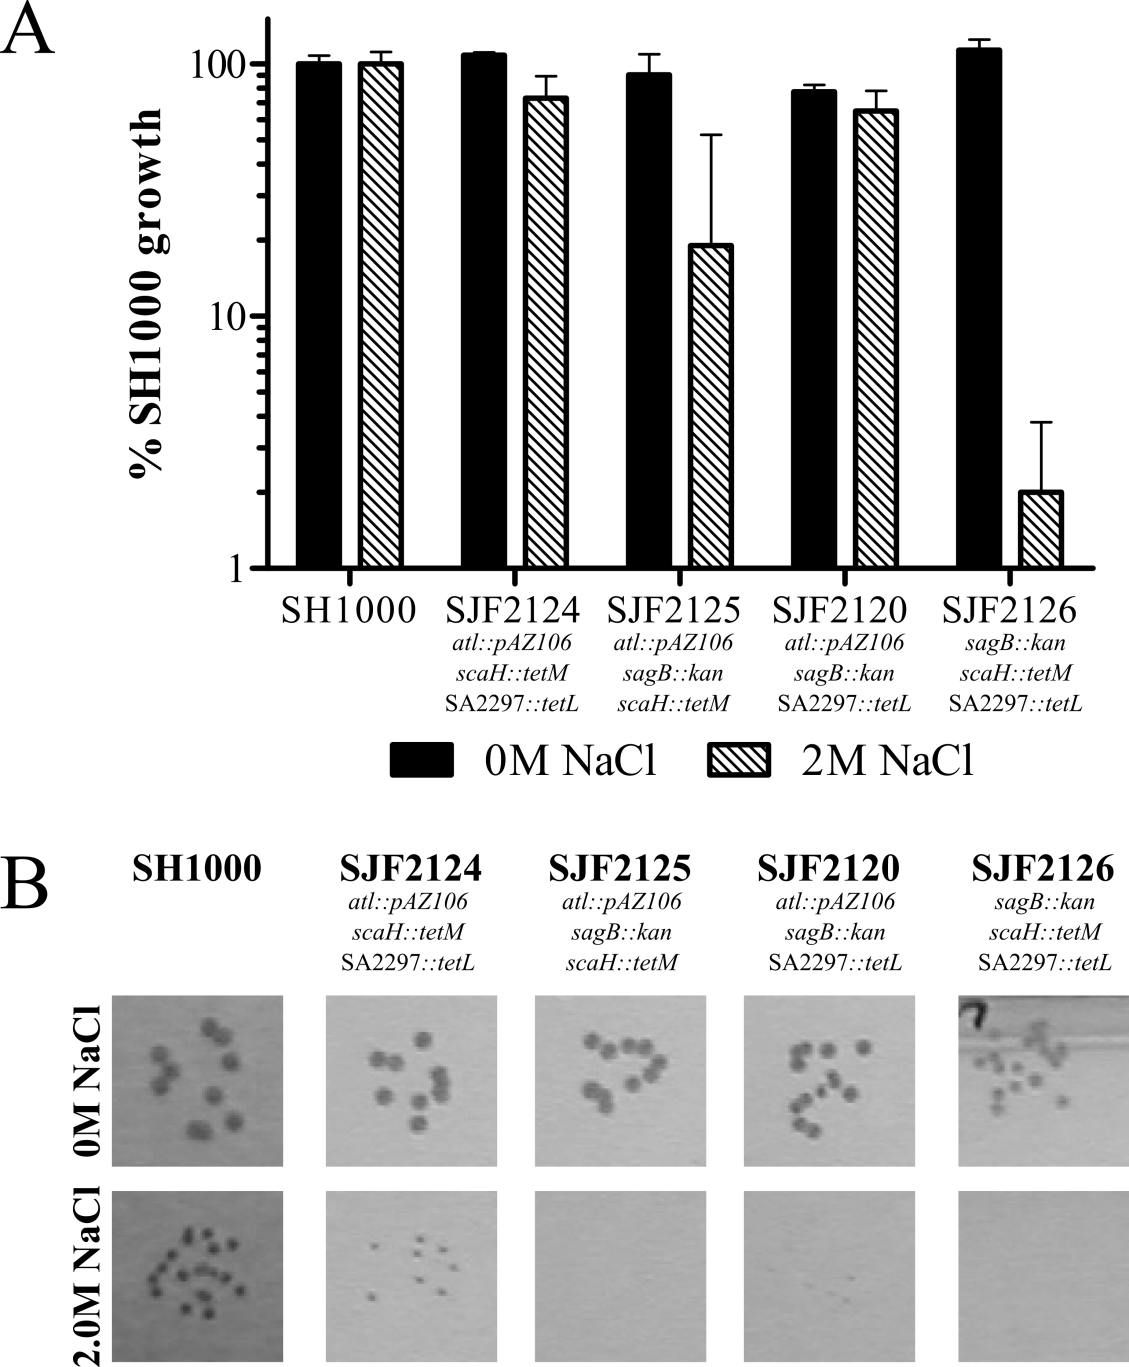 A
% SH1000 growth
100
10
1
SH1000 SJF2124 SJF2125 SJF2120 SJF2126
atl::pAZ106 atl::pAZ106 atl::pAZ106 sagB::kan
scaH::tetM sagB::kan sagB::kan scaH::tetM
SA2297::tetL scaH::tetM SA2297::tetL SA2297::tetL
0M NaCl 2M NaCl
B
SH1000 SJF2124 SJF2125 SJF2120 SJF2126
atl::pAZ106 atl::pAZ106 atl::pAZ106 sagB::kan
scaH::tetM sagB::kan sagB::kan scaH::tetM
SA2297::tetL scaH::tetM SA2297::tetL SA2297::tetL
0M NaCl
2.0M NaCl